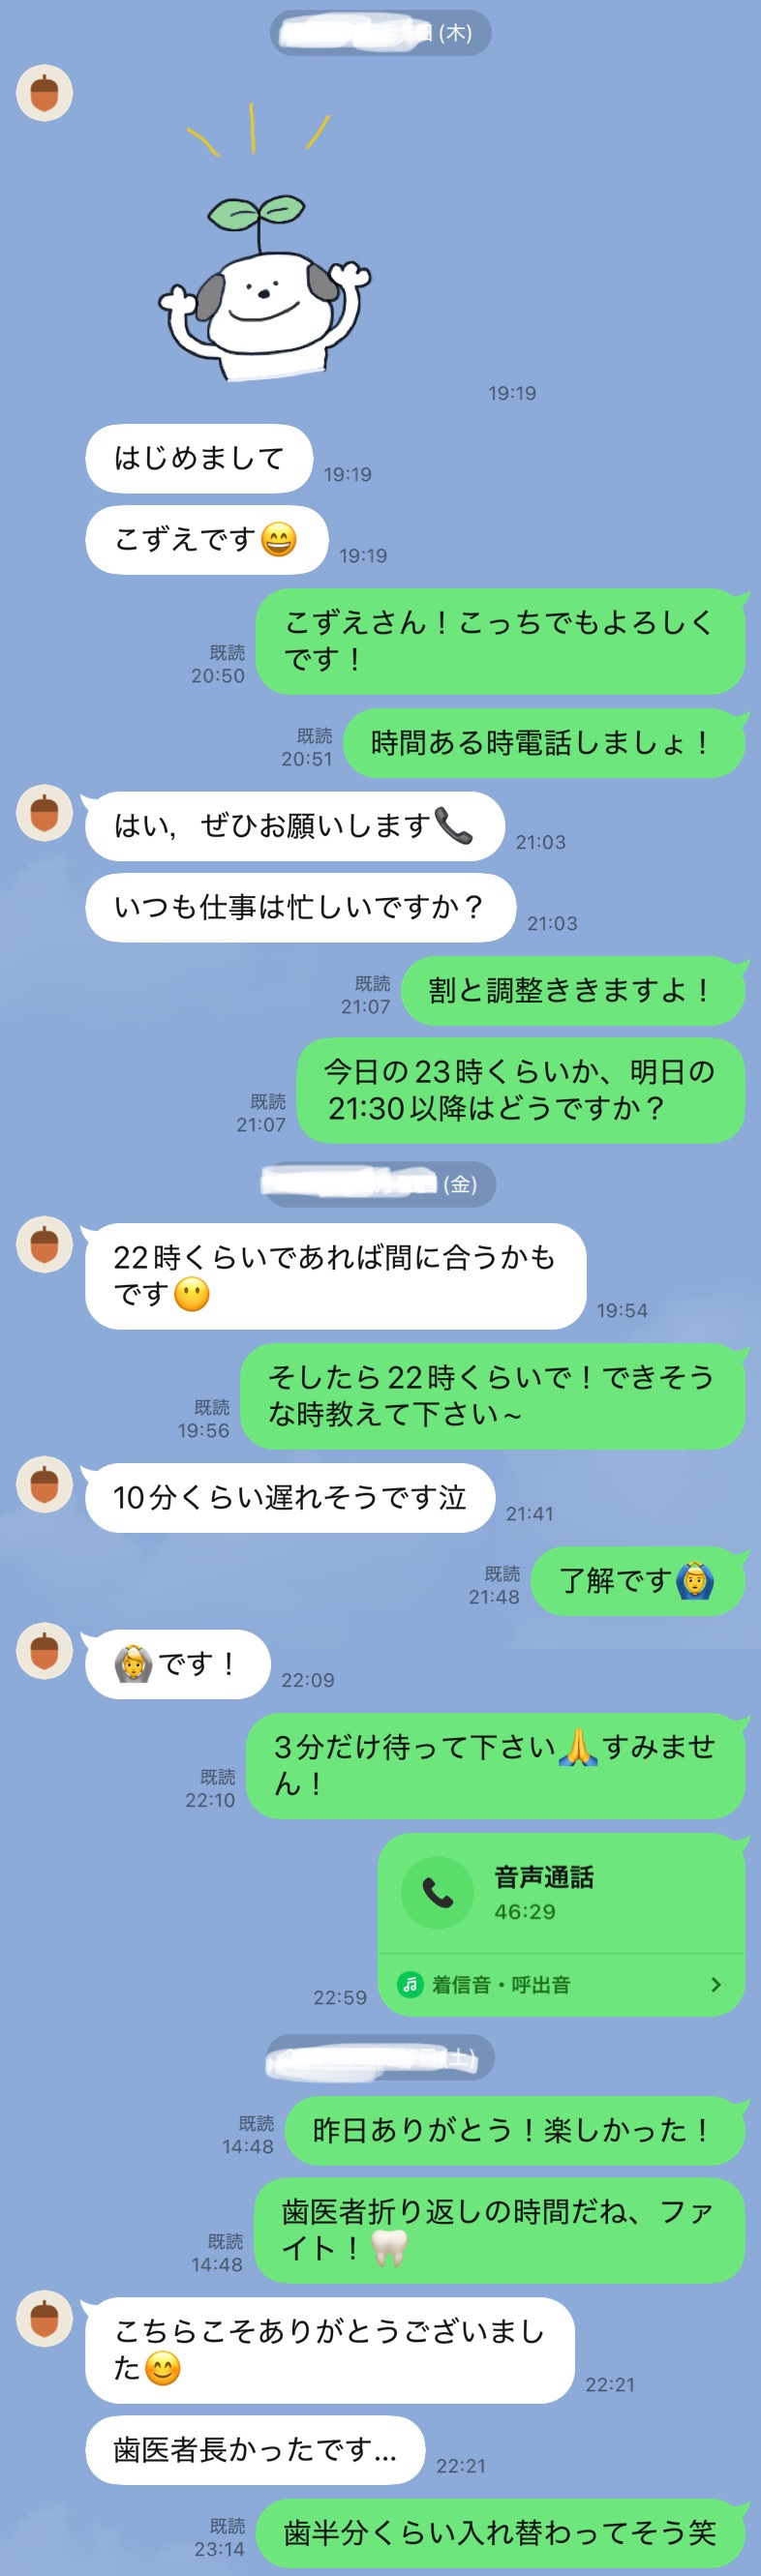 (木)
19:19
はじめまして
19:19
こずえです😄
19:19
こずえさん！こっちでもよろしく
です！
既読
20:50
時間ある時電話しましょ！
既読
20:51
はい，ぜひお願いします📞
21:03
いつも仕事は忙しいですか？
21:03
割と調整ききますよ！
既読
21:07
今日の23時くらいか、明日の
21:30以降はどうですか？
既読
21:07
(金)
22時くらいであれば間に合うかも
です😶
19:54
そしたら22時くらいで！できそう
な時教えて下さい~
既読
19:56
10分くらい遅れそうです泣
21:41
了解です🙆‍♂️
既読
21:48
🙆です！
22:09
3分だけ待って下さい🙏すみませ
ん！
既読
22:10
音声通話
46:29
着信音・呼出音
22:59
日(土)
昨日ありがとう！楽しかった！
既読
14:48
歯医者折り返しの時間だね、ファ
イト！🦷
既読
14:48
こちらこそありがとうございまし
た😊
22:21
歯医者長かったです...
22:21
歯半分くらい入れ替わってそう笑
既読
23:14